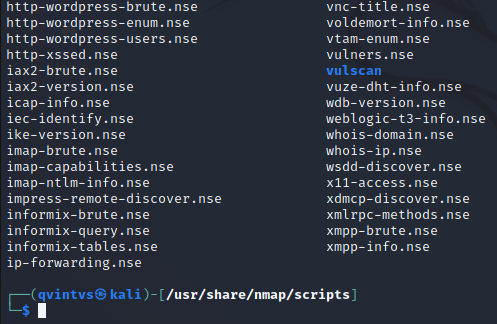 http-wordpress-brute.nse vnc-title.nse
http-wordpress-enum.nse voldemort-info.nse
http-wordpress-users.nse vtam-enum.nse
http-xssed.nse vulners.nse
iax2-brute.nse vulscan
iax2-version.nse vuze-dht-info.nse
icap-info.nse wdb-version.nse
iec-identify.nse weblogic-t3-info.nse
ike-version.nse whois-domain.nse
imap-brute.nse whois-ip.nse
imap-capabilities.nse wsdd-discover.nse
imap-ntlm-info.nse x11-access.nse
impress-remote-discover.nse xdmcp-discover.nse
informix-brute.nse xmlrpc-methods.nse
informix-query.nse xmpp-brute.nse
informix-tables.nse xmpp-info.nse
ip-forwarding.nse
┌──(qvintvs㉿kali)-[/usr/share/nmap/scripts]
└─$